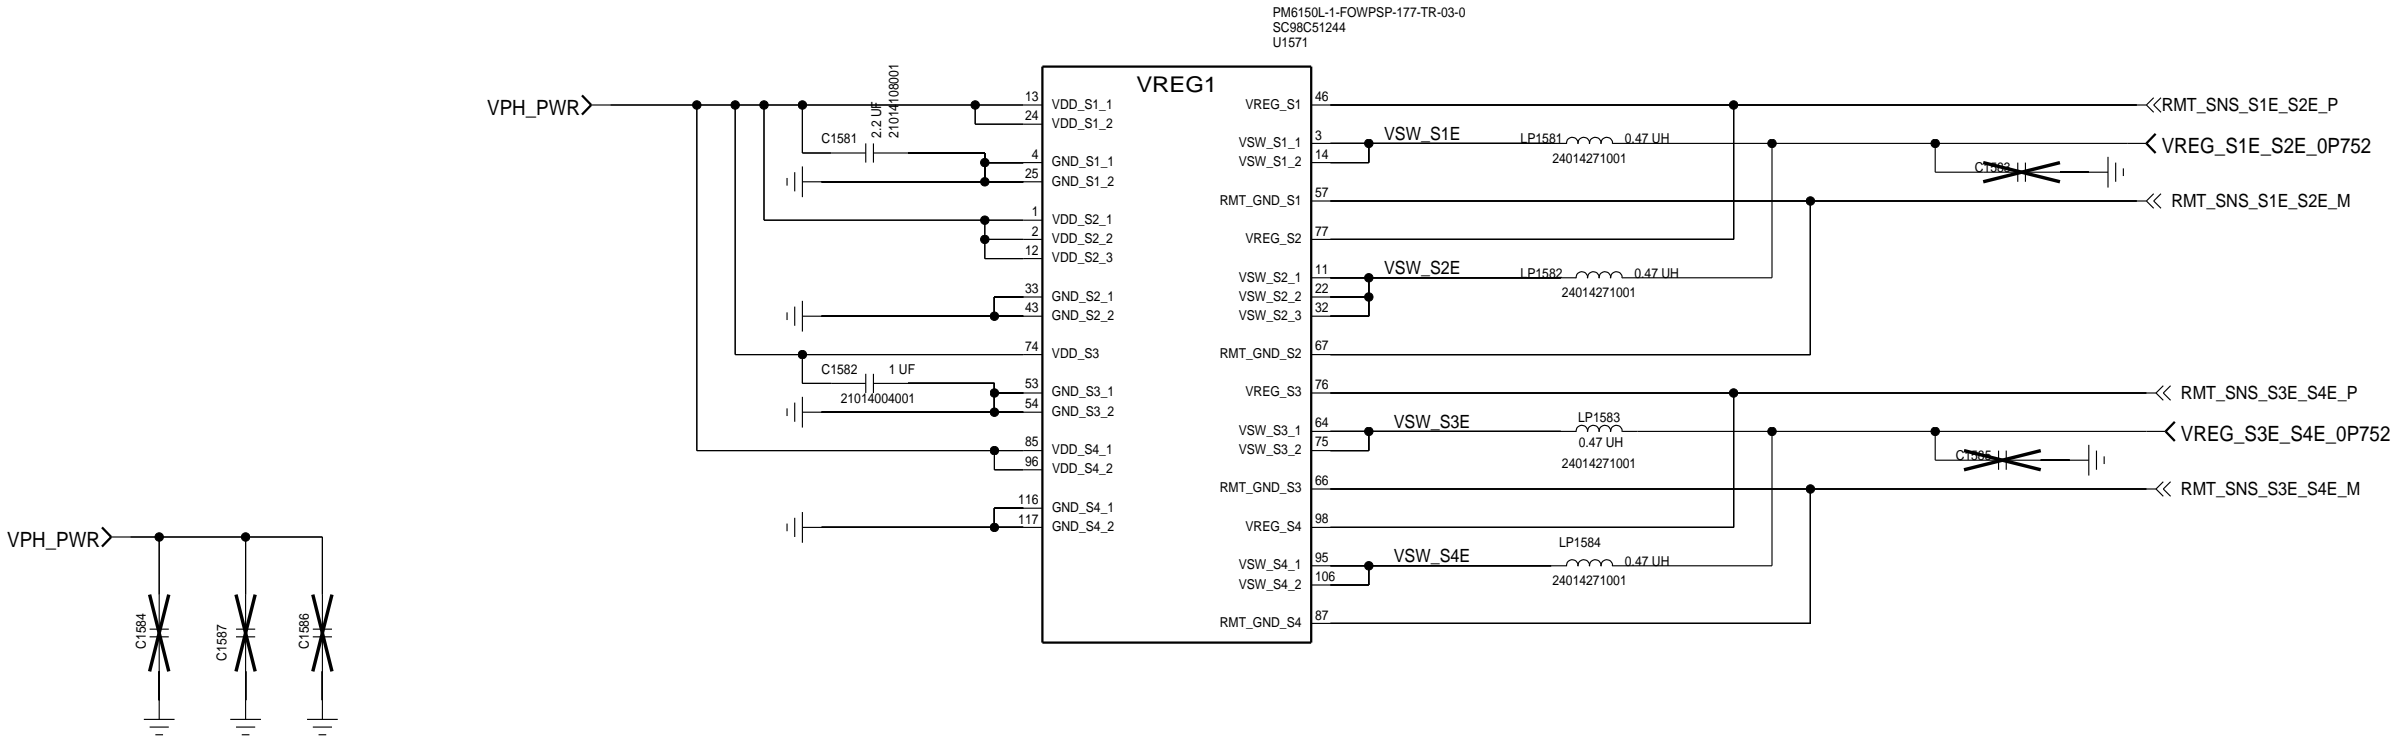 PM6150L-1-FOWPSP-177-TR-03-0
SC98C51244
U1571
VREG1
VPH_PWR
C1581
2.2 UF
21014108001
13 VDD_S1_1
24 VDD_S1_2
4 GND_S1_1
25 GND_S1_2
1 VDD_S2_1
2 VDD_S2_2
12 VDD_S2_3
33 GND_S2_1
43 GND_S2_2
74 VDD_S3
C1582 1 UF
21014004001
53 GND_S3_1
54 GND_S3_2
85 VDD_S4_1
96 VDD_S4_2
116 GND_S4_1
117 GND_S4_2
VREG_S1 46
VSW_S1_1 3
VSW_S1_2 14
RMT_GND_S1 57
VREG_S2 77
VSW_S2_1 11
VSW_S2_2 22
VSW_S2_3 32
RMT_GND_S2 67
VREG_S3 76
VSW_S3_1 64
VSW_S3_2 75
RMT_GND_S3 66
VREG_S4 98
VSW_S4_1 95
VSW_S4_2 106
RMT_GND_S4 87
RMT_SNS_S1E_S2E_P
VSW_S1E LP1581 0.47 UH
24014271001
VREG_S1E_S2E_0P752
RMT_SNS_S1E_S2E_M
VSW_S2E LP1582 0.47 UH
24014271001
RMT_SNS_S3E_S4E_P
VSW_S3E LP1583
0.47 UH
24014271001
VREG_S3E_S4E_0P752
RMT_SNS_S3E_S4E_M
LP1584
VSW_S4E 0.47 UH
24014271001
VPH_PWR
C1584
C1587
C1586